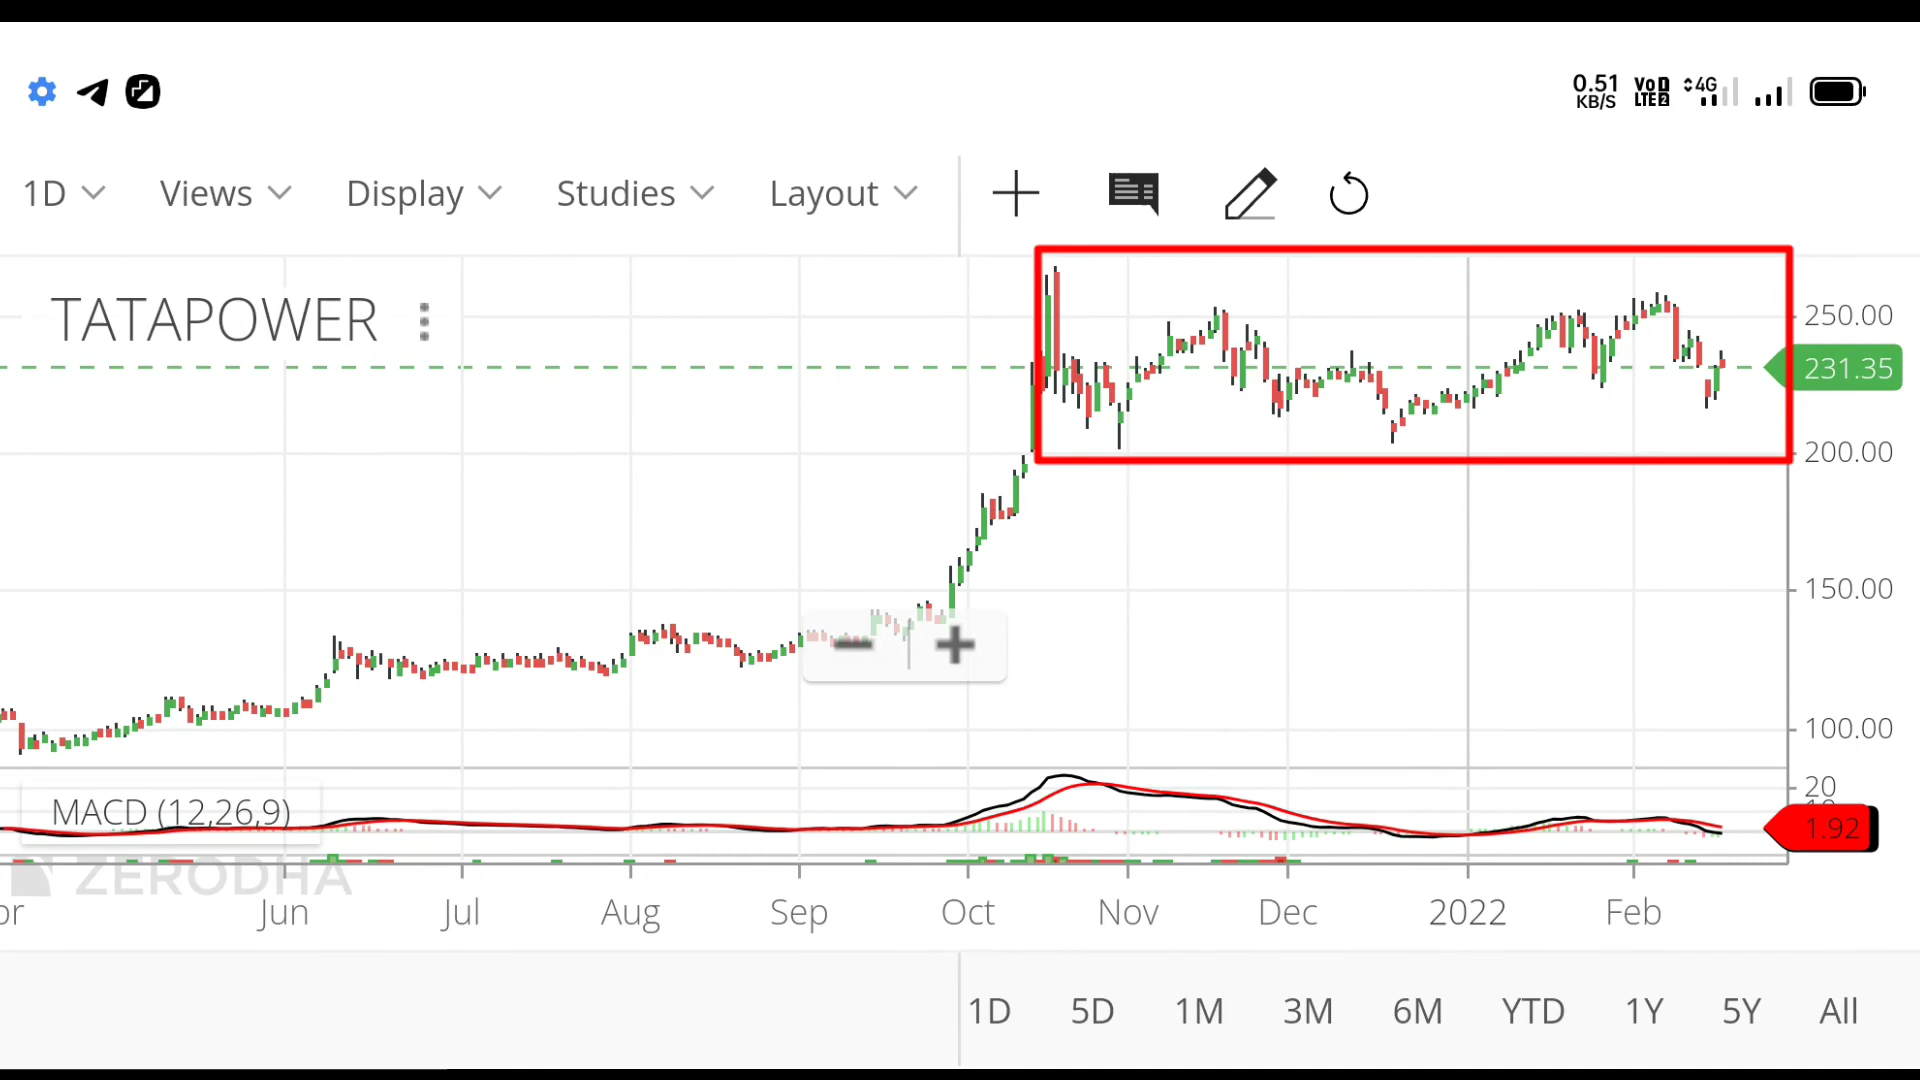 0.51
KB/S
VoD
LTE2
4G
1D Views Display Studies Layout
TATAPOWER
250.00
231.35
200.00
150.00
100.00
20
MACD (12,26,9)
1.92
ZERODHA
Jun Jul Aug Sep Oct Nov Dec 2022 Feb
1D 5D 1M 3M 6M YTD 1Y 5Y All